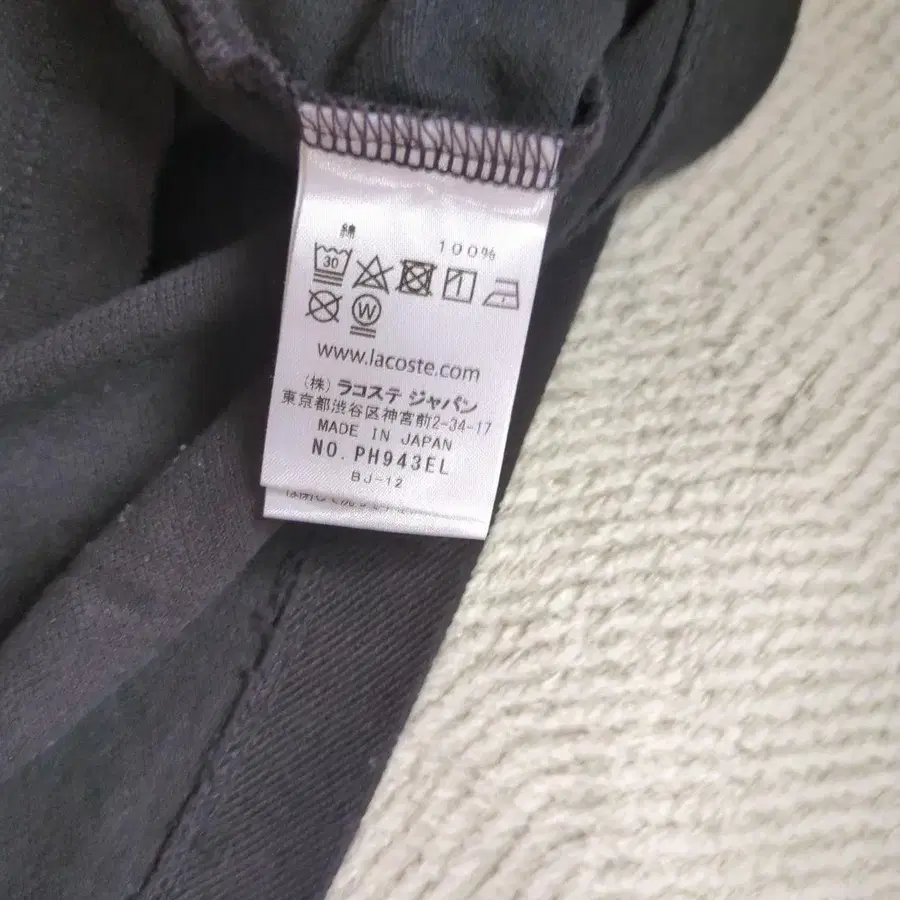 綿 100%
30
W
www.lacoste.com
(株) ラコステ ジャパン
東京都渋谷区神宮前2-34-17
MADE IN JAPAN
NO. PH943EL
BJ-12